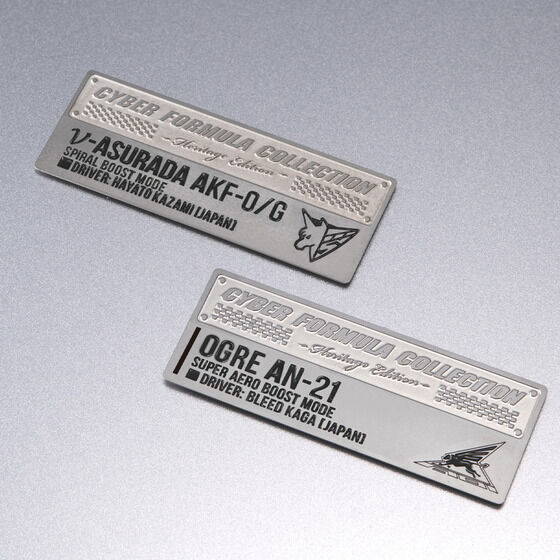 CYBER FORMULA COLLECTION
-Heritage Edition-
ν-ASURADA AKF-0/G
SPIRAL BOOST MODE
DRIVER: HAYATO KAZAMI [JAPAN]
CYBER FORMULA COLLECTION
-Heritage Edition-
OGRE AN-21
SUPER AERO BOOST MODE
DRIVER: BLEED KAGA [JAPAN]